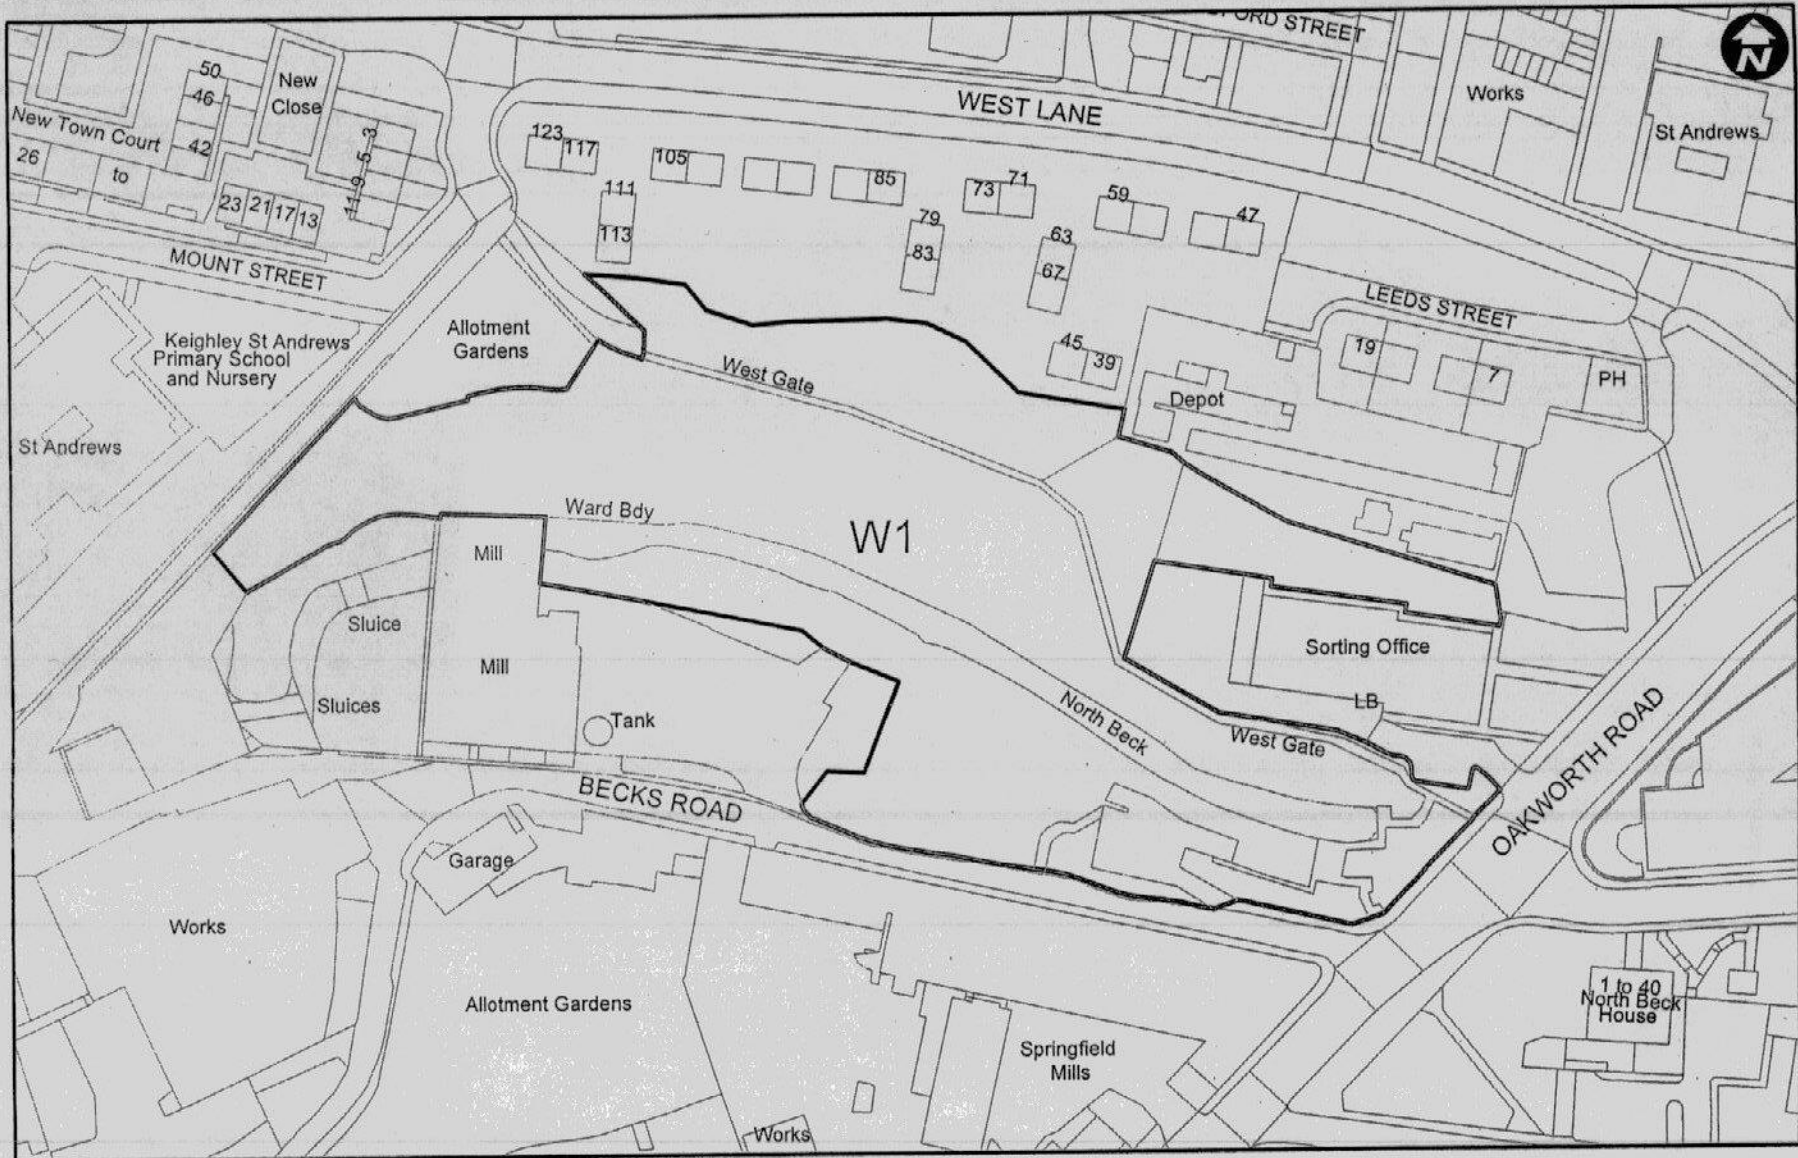 FORD STREET
N
50
New
Close
46
Works
WEST LANE
New Town Court
42
3
5
9
11
123
117
St Andrews
26
to
105
85
73
71
111
59
47
23
21
17
13
113
79
83
63
67
MOUNT STREET
LEEDS STREET
Keighley St Andrews
Primary School
and Nursery
Allotment
Gardens
45
39
19
7
PH
West Gate
Depot
St Andrews
Ward Bdy
W1
Mill
Sluice
Mill
Sorting Office
Sluices
Tank
LB
North Beck
West Gate
BECKS ROAD
OAKWORTH ROAD
Garage
Works
Allotment Gardens
1 to 40
North Beck
House
Springfield
Mills
Works